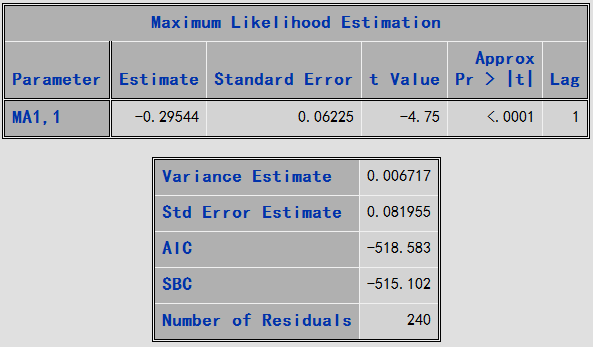 Maximum Likelihood Estimation
Parameter Estimate Standard Error t Value Approx Pr > |t| Lag
MA1,1 -0.29544 0.06225 -4.75 <.0001 1
Variance Estimate 0.006717
Std Error Estimate 0.081955
AIC -518.583
SBC -515.102
Number of Residuals 240